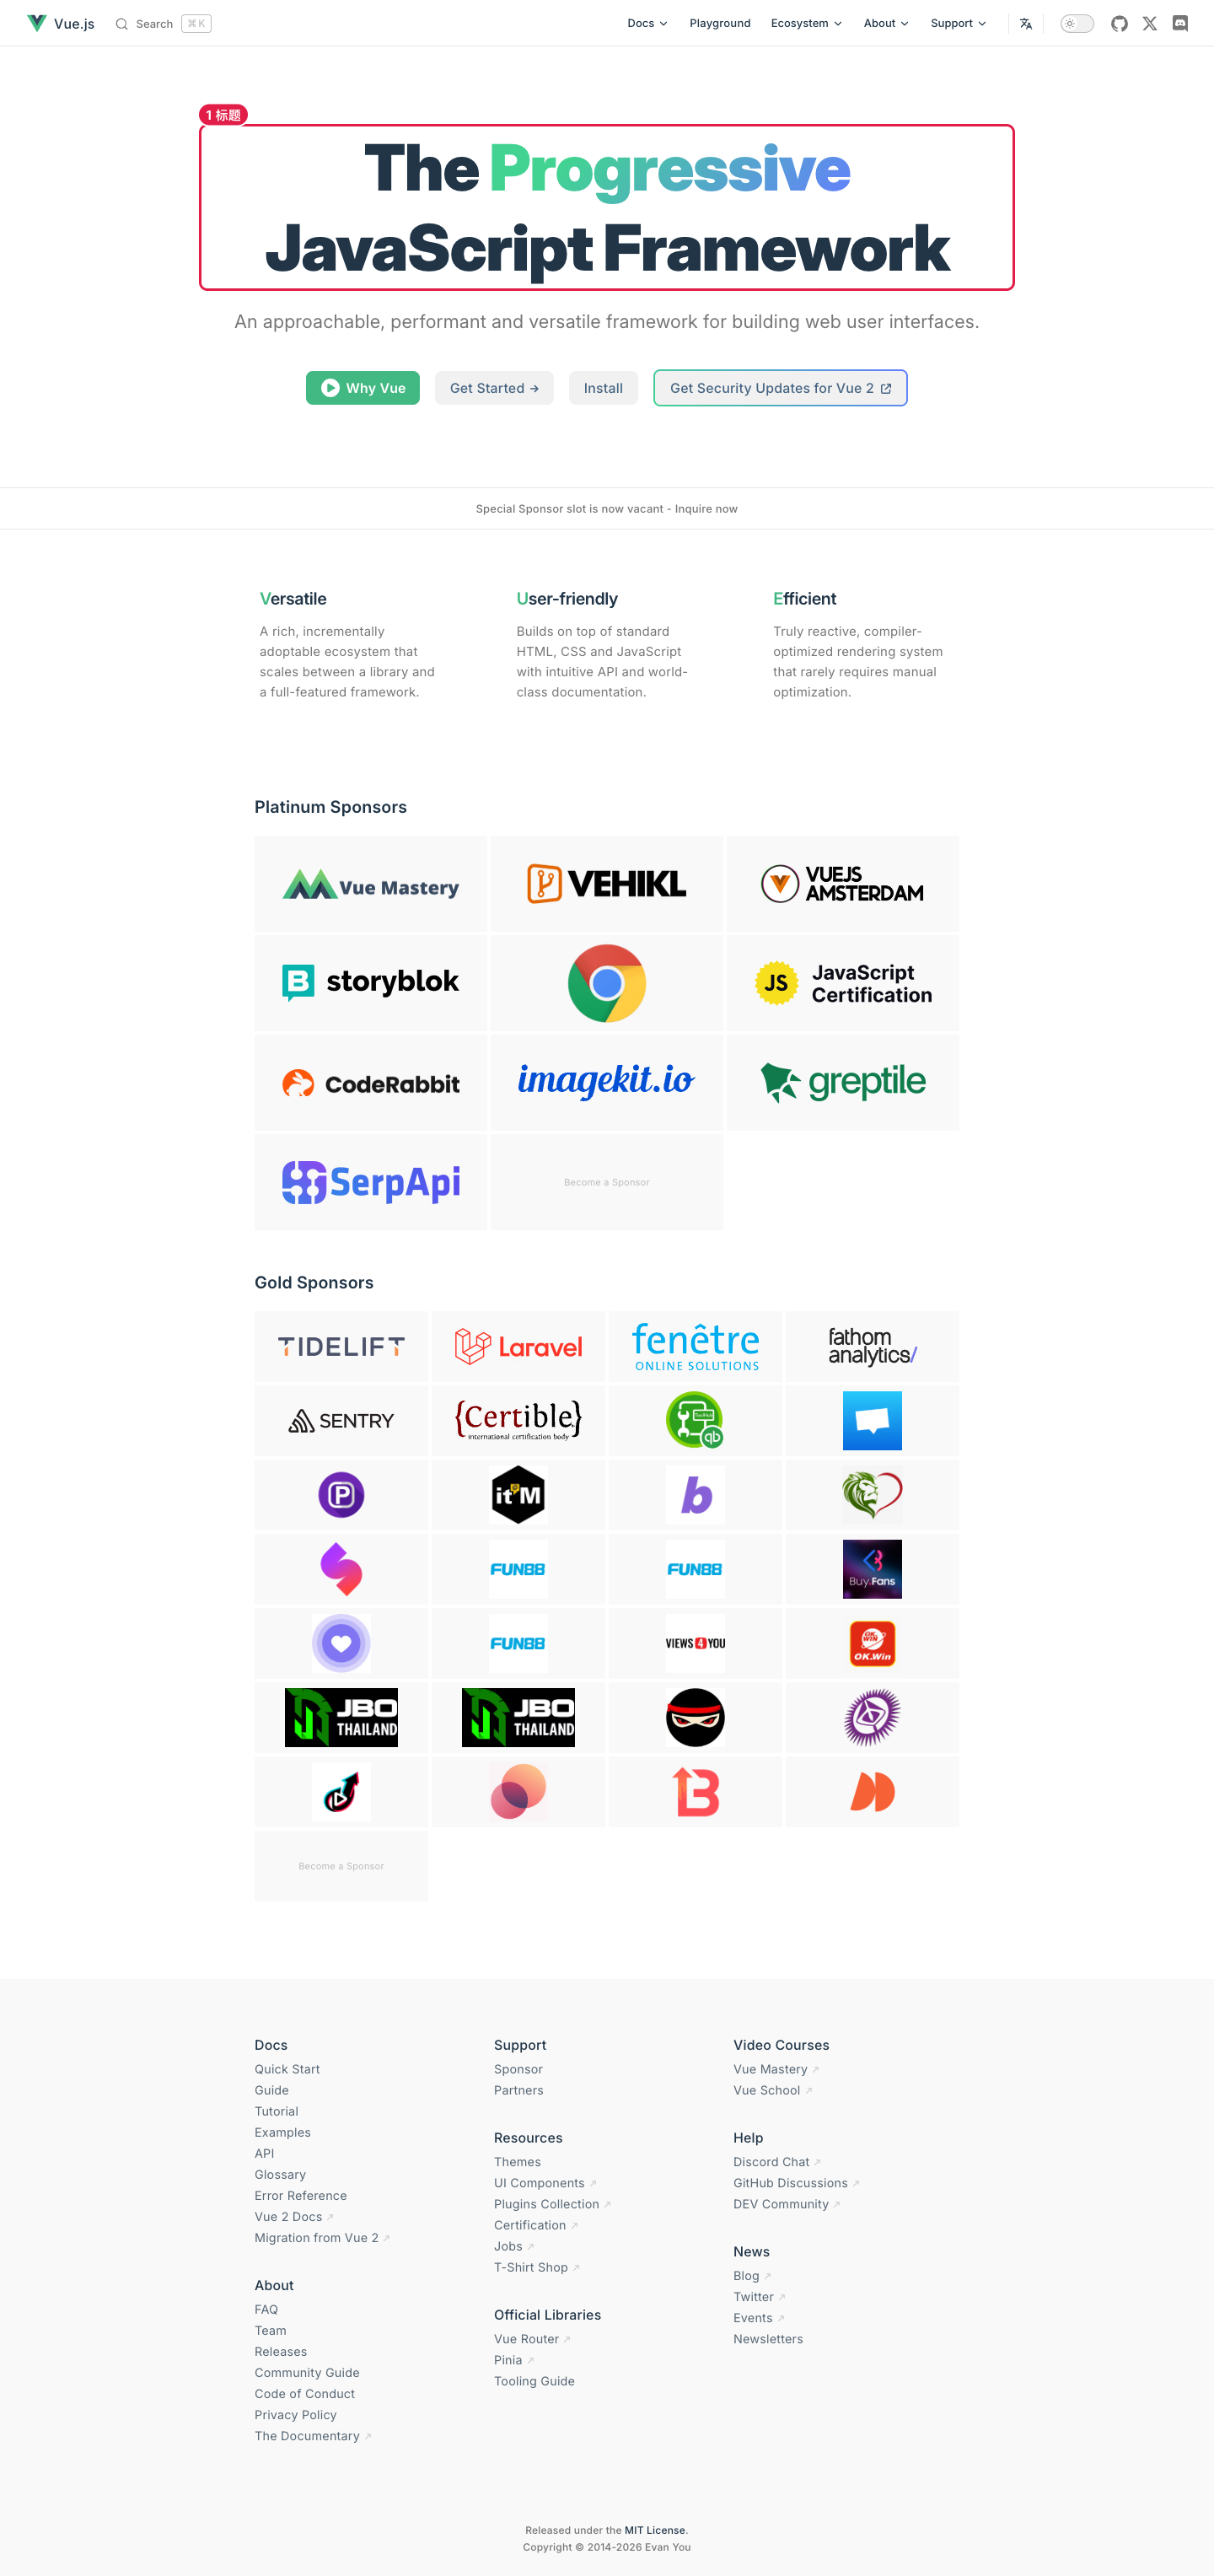 Vue.js Search ⌘ K Docs Playground Ecosystem About Support
1 标题
The Progressive
JavaScript Framework
An approachable, performant and versatile framework for building web user interfaces.
Why Vue Get Started → Install Get Security Updates for Vue 2
Special Sponsor slot is now vacant - Inquire now
Versatile
A rich, incrementally
adoptable ecosystem that
scales between a library and
a full-featured framework.
User-friendly
Builds on top of standard
HTML, CSS and JavaScript
with intuitive API and world-
class documentation.
Efficient
Truly reactive, compiler-
optimized rendering system
that rarely requires manual
optimization.
Platinum Sponsors
Vue Mastery
VEHIKL
VUEJS
AMSTERDAM
storyblok
JS
JavaScript
Certification
CodeRabbit
imagekit.io
greptile
SerpApi
Become a Sponsor
Gold Sponsors
TIDELIFT
Laravel
fenêtre
ONLINE SOLUTIONS
fathom
analytics/
SENTRY
{Certible}
international certification body
qb
P
it M
b
FUN88
FUN88
Buy.Fans
FUN88
VIEWS4YOU
OK.WIN
OK.Win
JBO
THAILAND
JBO
THAILAND
B
Become a Sponsor
Docs
Quick Start
Guide
Tutorial
Examples
API
Glossary
Error Reference
Vue 2 Docs
Migration from Vue 2
About
FAQ
Team
Releases
Community Guide
Code of Conduct
Privacy Policy
The Documentary
Support
Sponsor
Partners
Resources
Themes
UI Components
Plugins Collection
Certification
Jobs
T-Shirt Shop
Official Libraries
Vue Router
Pinia
Tooling Guide
Video Courses
Vue Mastery
Vue School
Help
Discord Chat
GitHub Discussions
DEV Community
News
Blog
Twitter
Events
Newsletters
Released under the MIT License.
Copyright © 2014-2026 Evan You